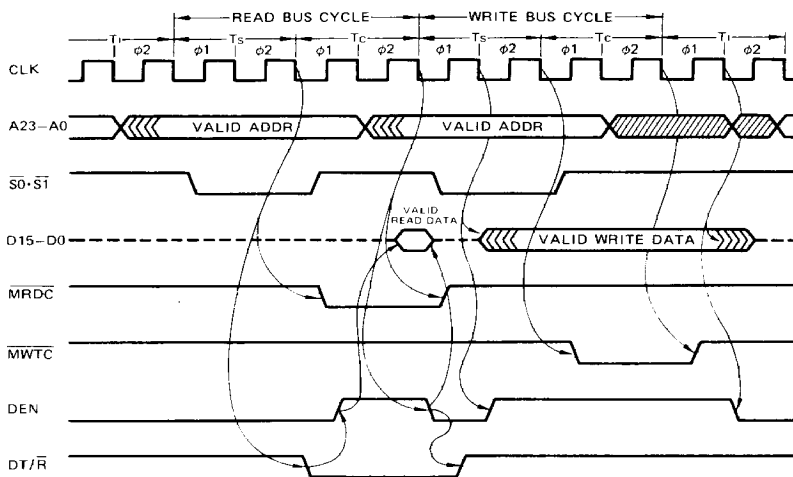 READ BUS CYCLE WRITE BUS CYCLE
TI TS TC TS TC TI
φ2 φ1 φ2 φ1 φ2 φ1 φ2 φ1 φ2 φ1
CLK
A23–A0 VALID ADDR VALID ADDR
S0·S1
VALID
READ DATA
D15–D0 VALID WRITE DATA
MRDC
MWTC
DEN
DT/R